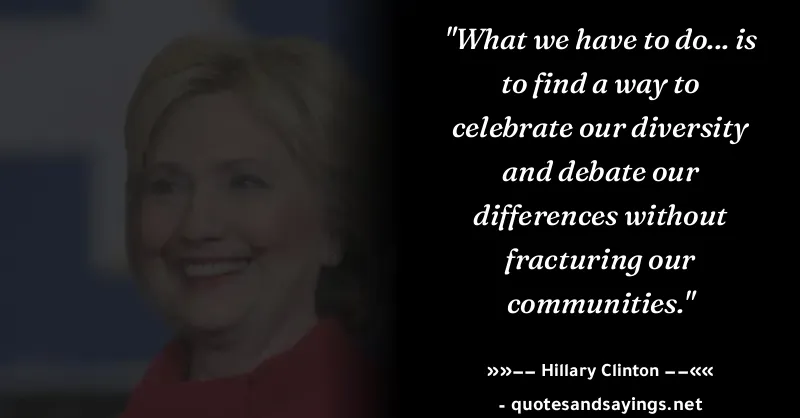 "What we have to do... is
to find a way to
celebrate our diversity
and debate our
differences without
fracturing our
communities."
»»−− Hillary Clinton −−««
- quotesandsayings.net